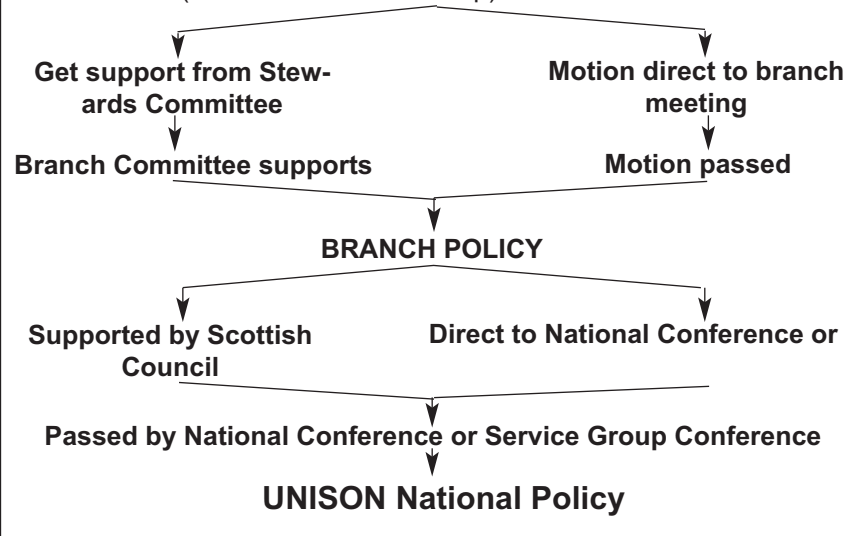 Get support from Stew-
ards Committee
Motion direct to branch
meeting
Branch Committee supports
Motion passed
BRANCH POLICY
Supported by Scottish
Council
Direct to National Conference or
Passed by National Conference or Service Group Conference
UNISON National Policy